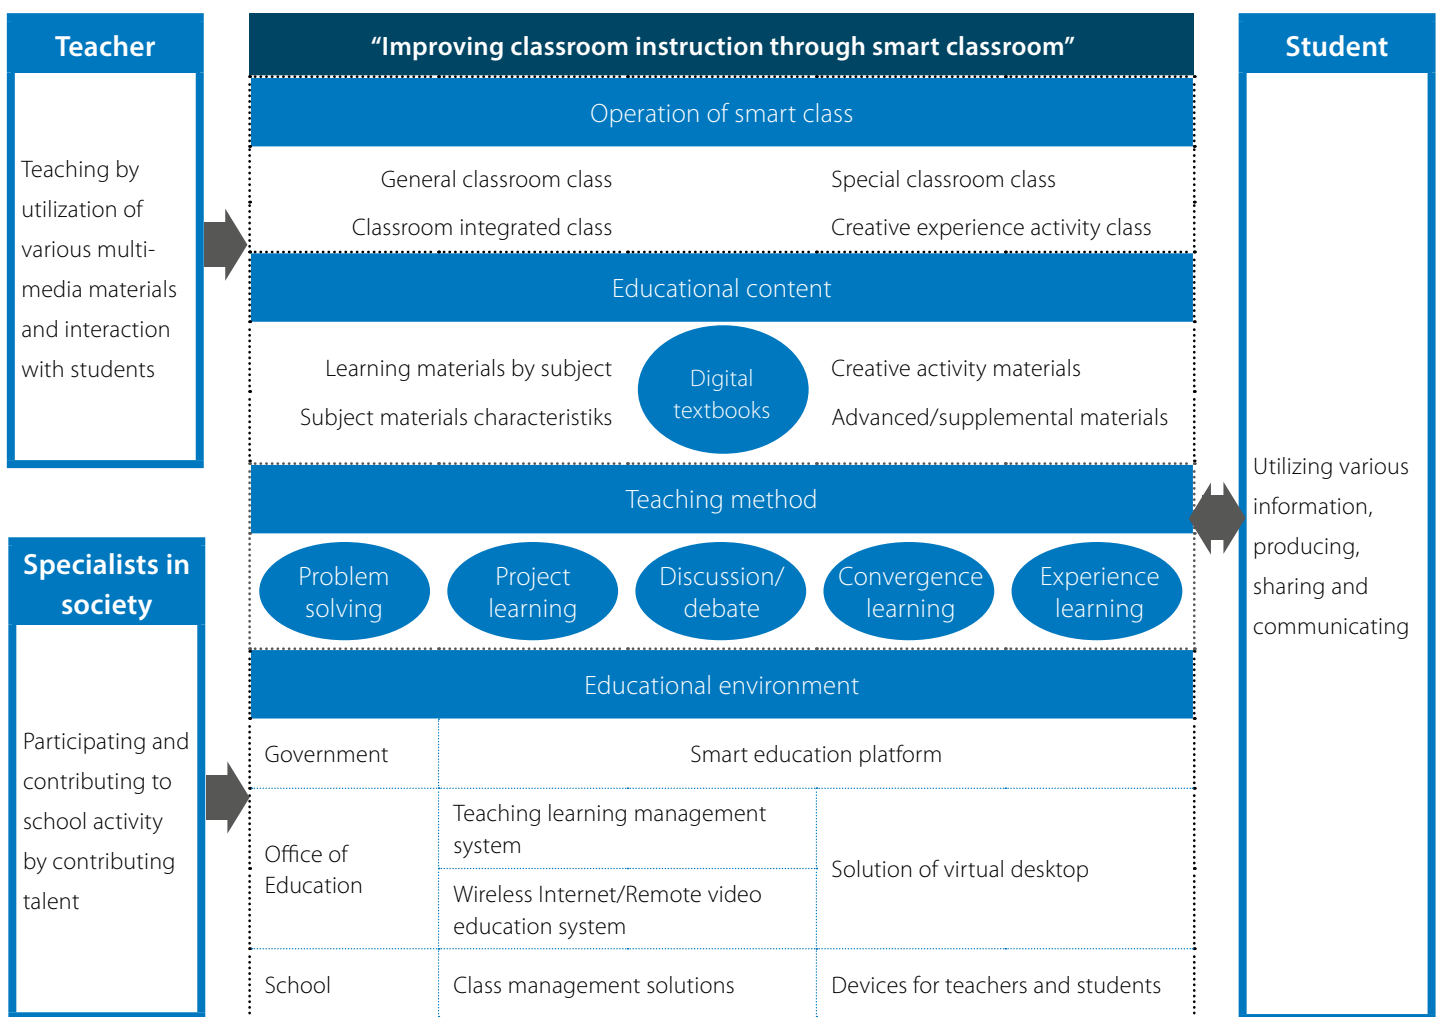 Teacher
Teaching by
utilization of
various multi-
media materials
and interaction
with students
Specialists in
society
Participating and
contributing to
school activity
by contributing
talent
“Improving classroom instruction through smart classroom”
Operation of smart class
General classroom class
Special classroom class
Classroom integrated class
Creative experience activity class
Educational content
Learning materials by subject
Subject materials characteristiks
Digital
textbooks
Creative activity materials
Advanced/supplemental materials
Teaching method
Problem
solving
Project
learning
Discussion/
debate
Convergence
learning
Experience
learning
Educational environment
Government
Smart education platform
Office of
Education
Teaching learning management
system
Wireless Internet/Remote video
education system
Solution of virtual desktop
School
Class management solutions
Devices for teachers and students
Student
Utilizing various
information,
producing,
sharing and
communicating